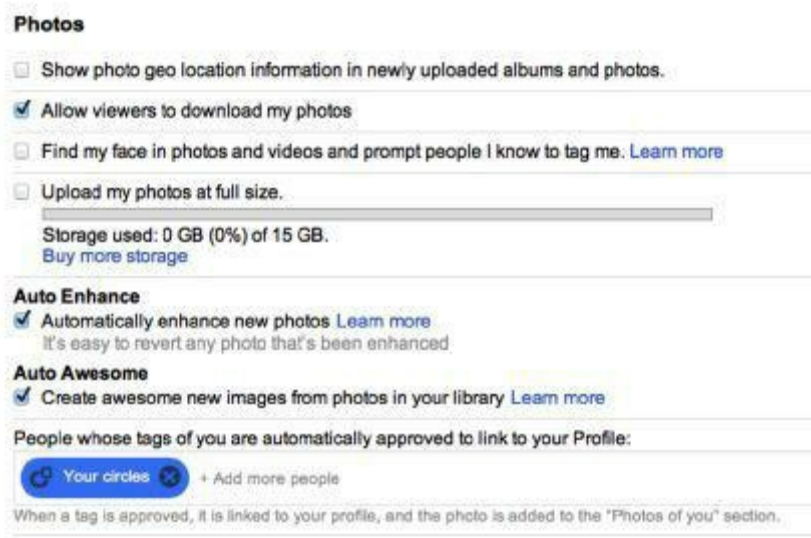 Photos
Show photo geo location information in newly uploaded albums and photos.
Allow viewers to download my photos
Find my face in photos and videos and prompt people I know to tag me. Learn more
Upload my photos at full size.
Storage used: 0 GB (0%) of 15 GB.
Buy more storage
Auto Enhance
Automatically enhance new photos Learn more
It's easy to revert any photo that's been enhanced
Auto Awesome
Create awesome new images from photos in your library Learn more
People whose tags of you are automatically approved to link to your Profile:
Your circles + Add more people
When a tag is approved, it is linked to your profile, and the photo is added to the "Photos of you" section.